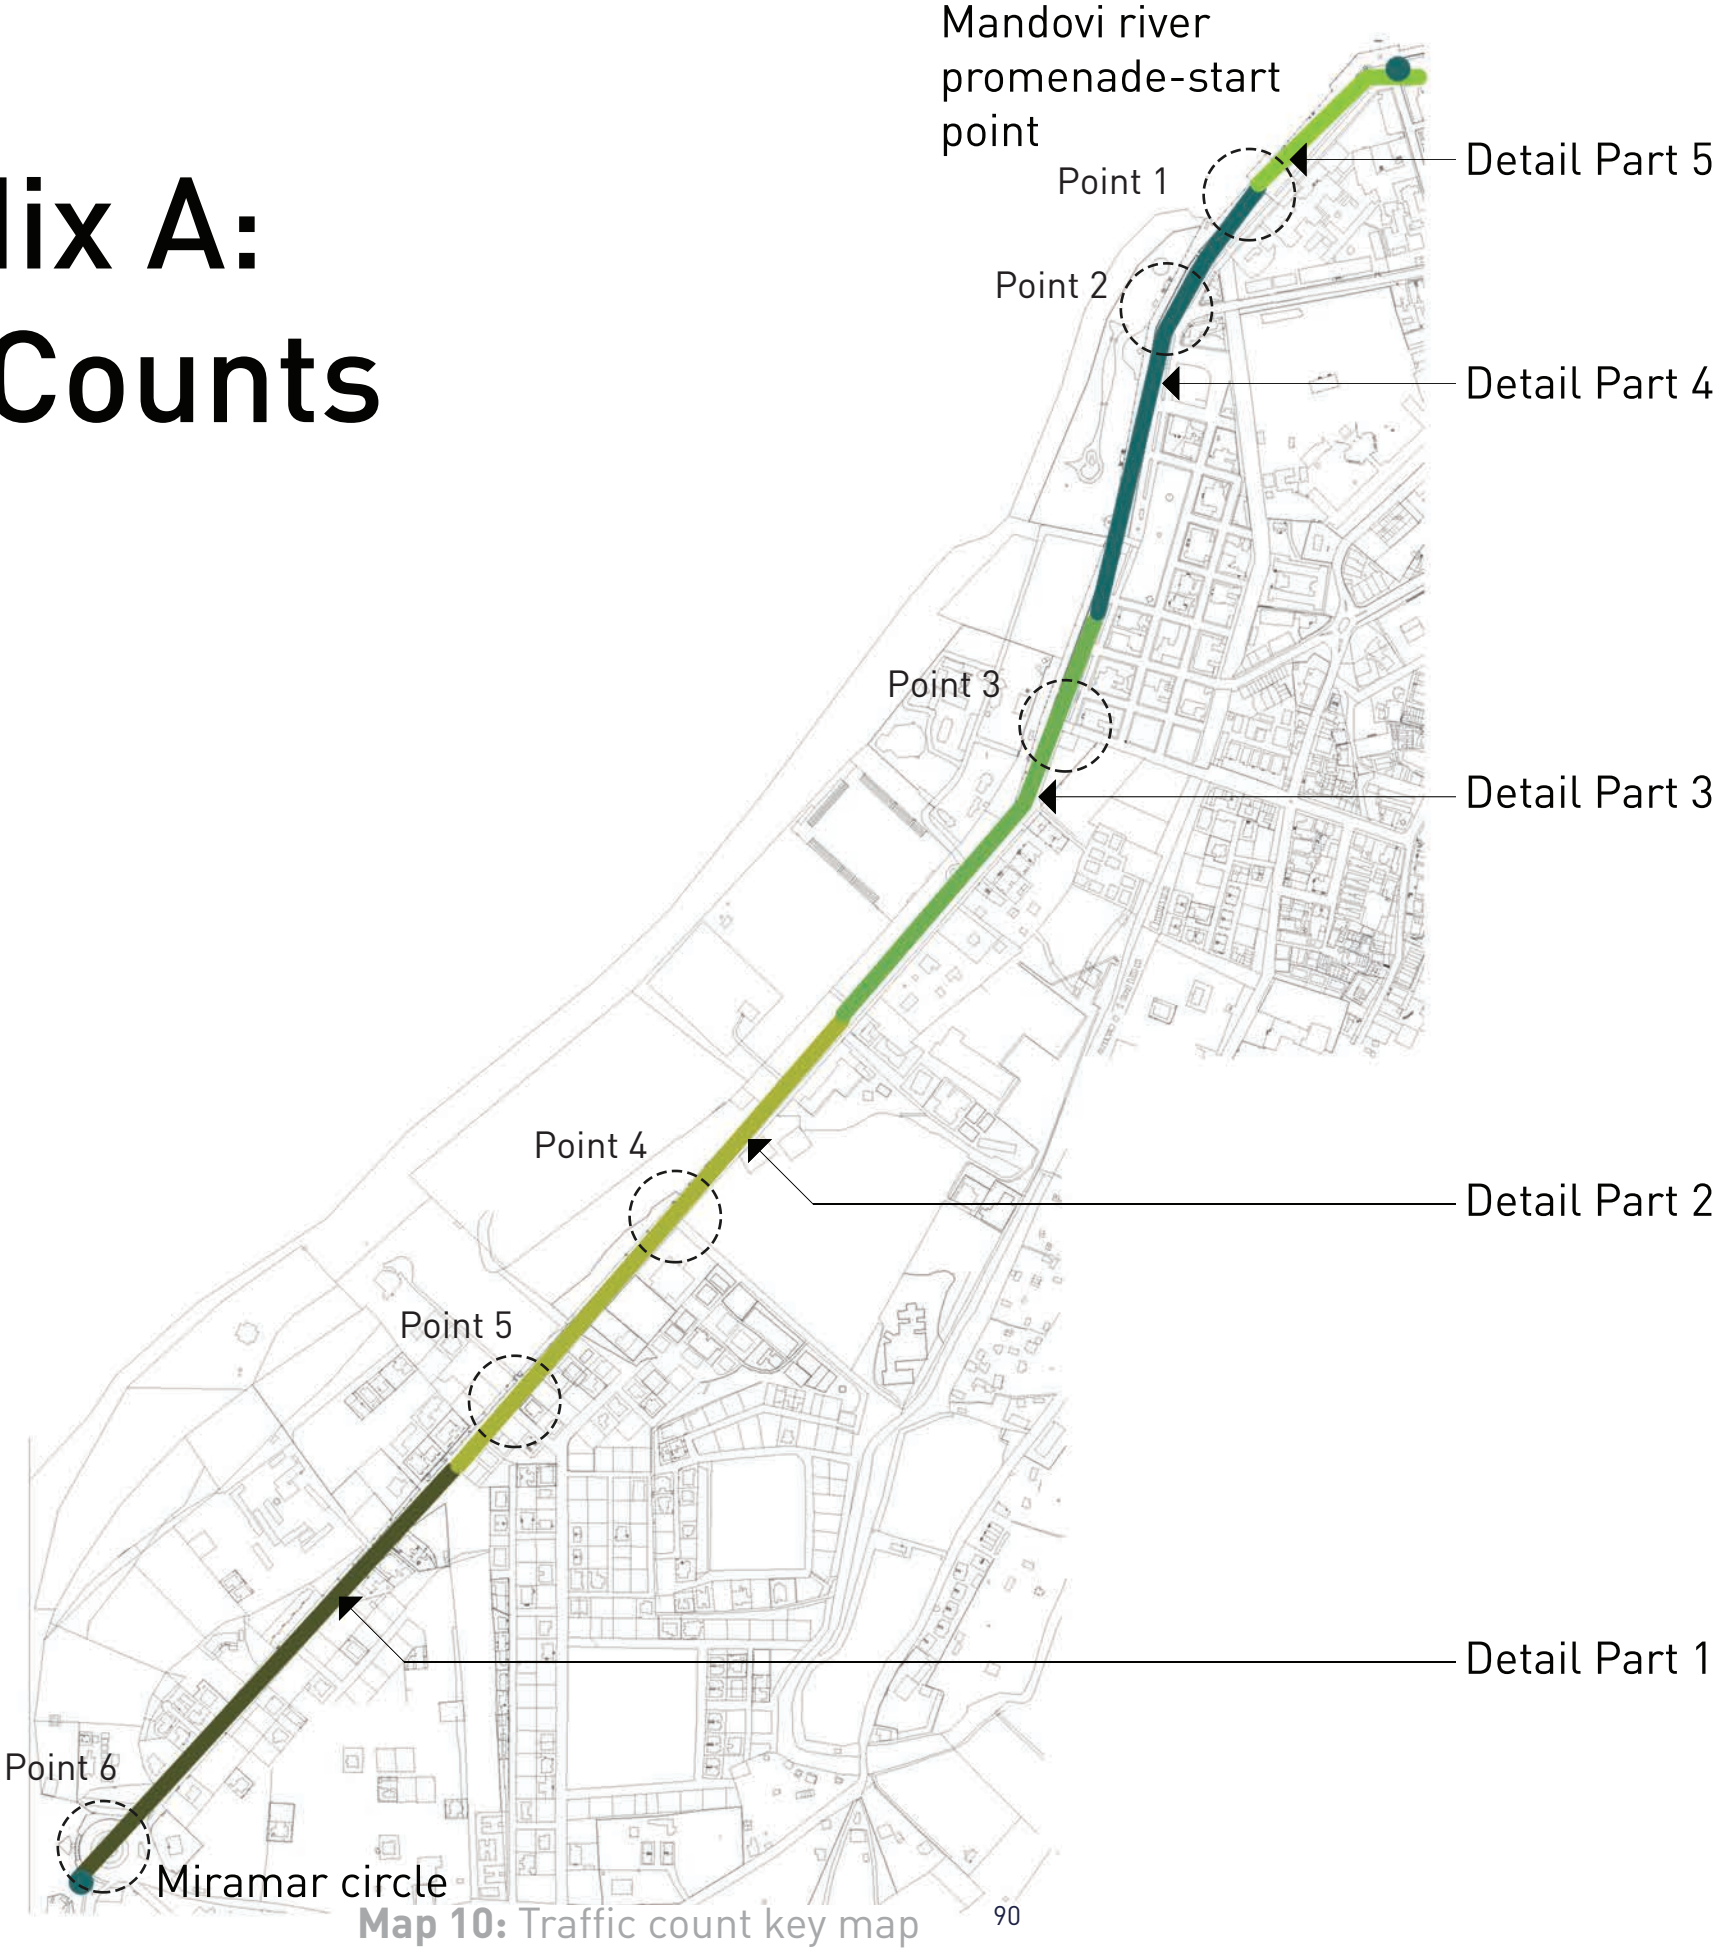 Mandovi river
promenade-start
point
Detail Part 5
Point 1
lix A:
Point 2
Counts
Detail Part 4
Point 3
Detail Part 3
Point 4
Detail Part 2
Point 5
Detail Part 1
Point 6
Miramar circle
Map 10: Traffic count key map
90